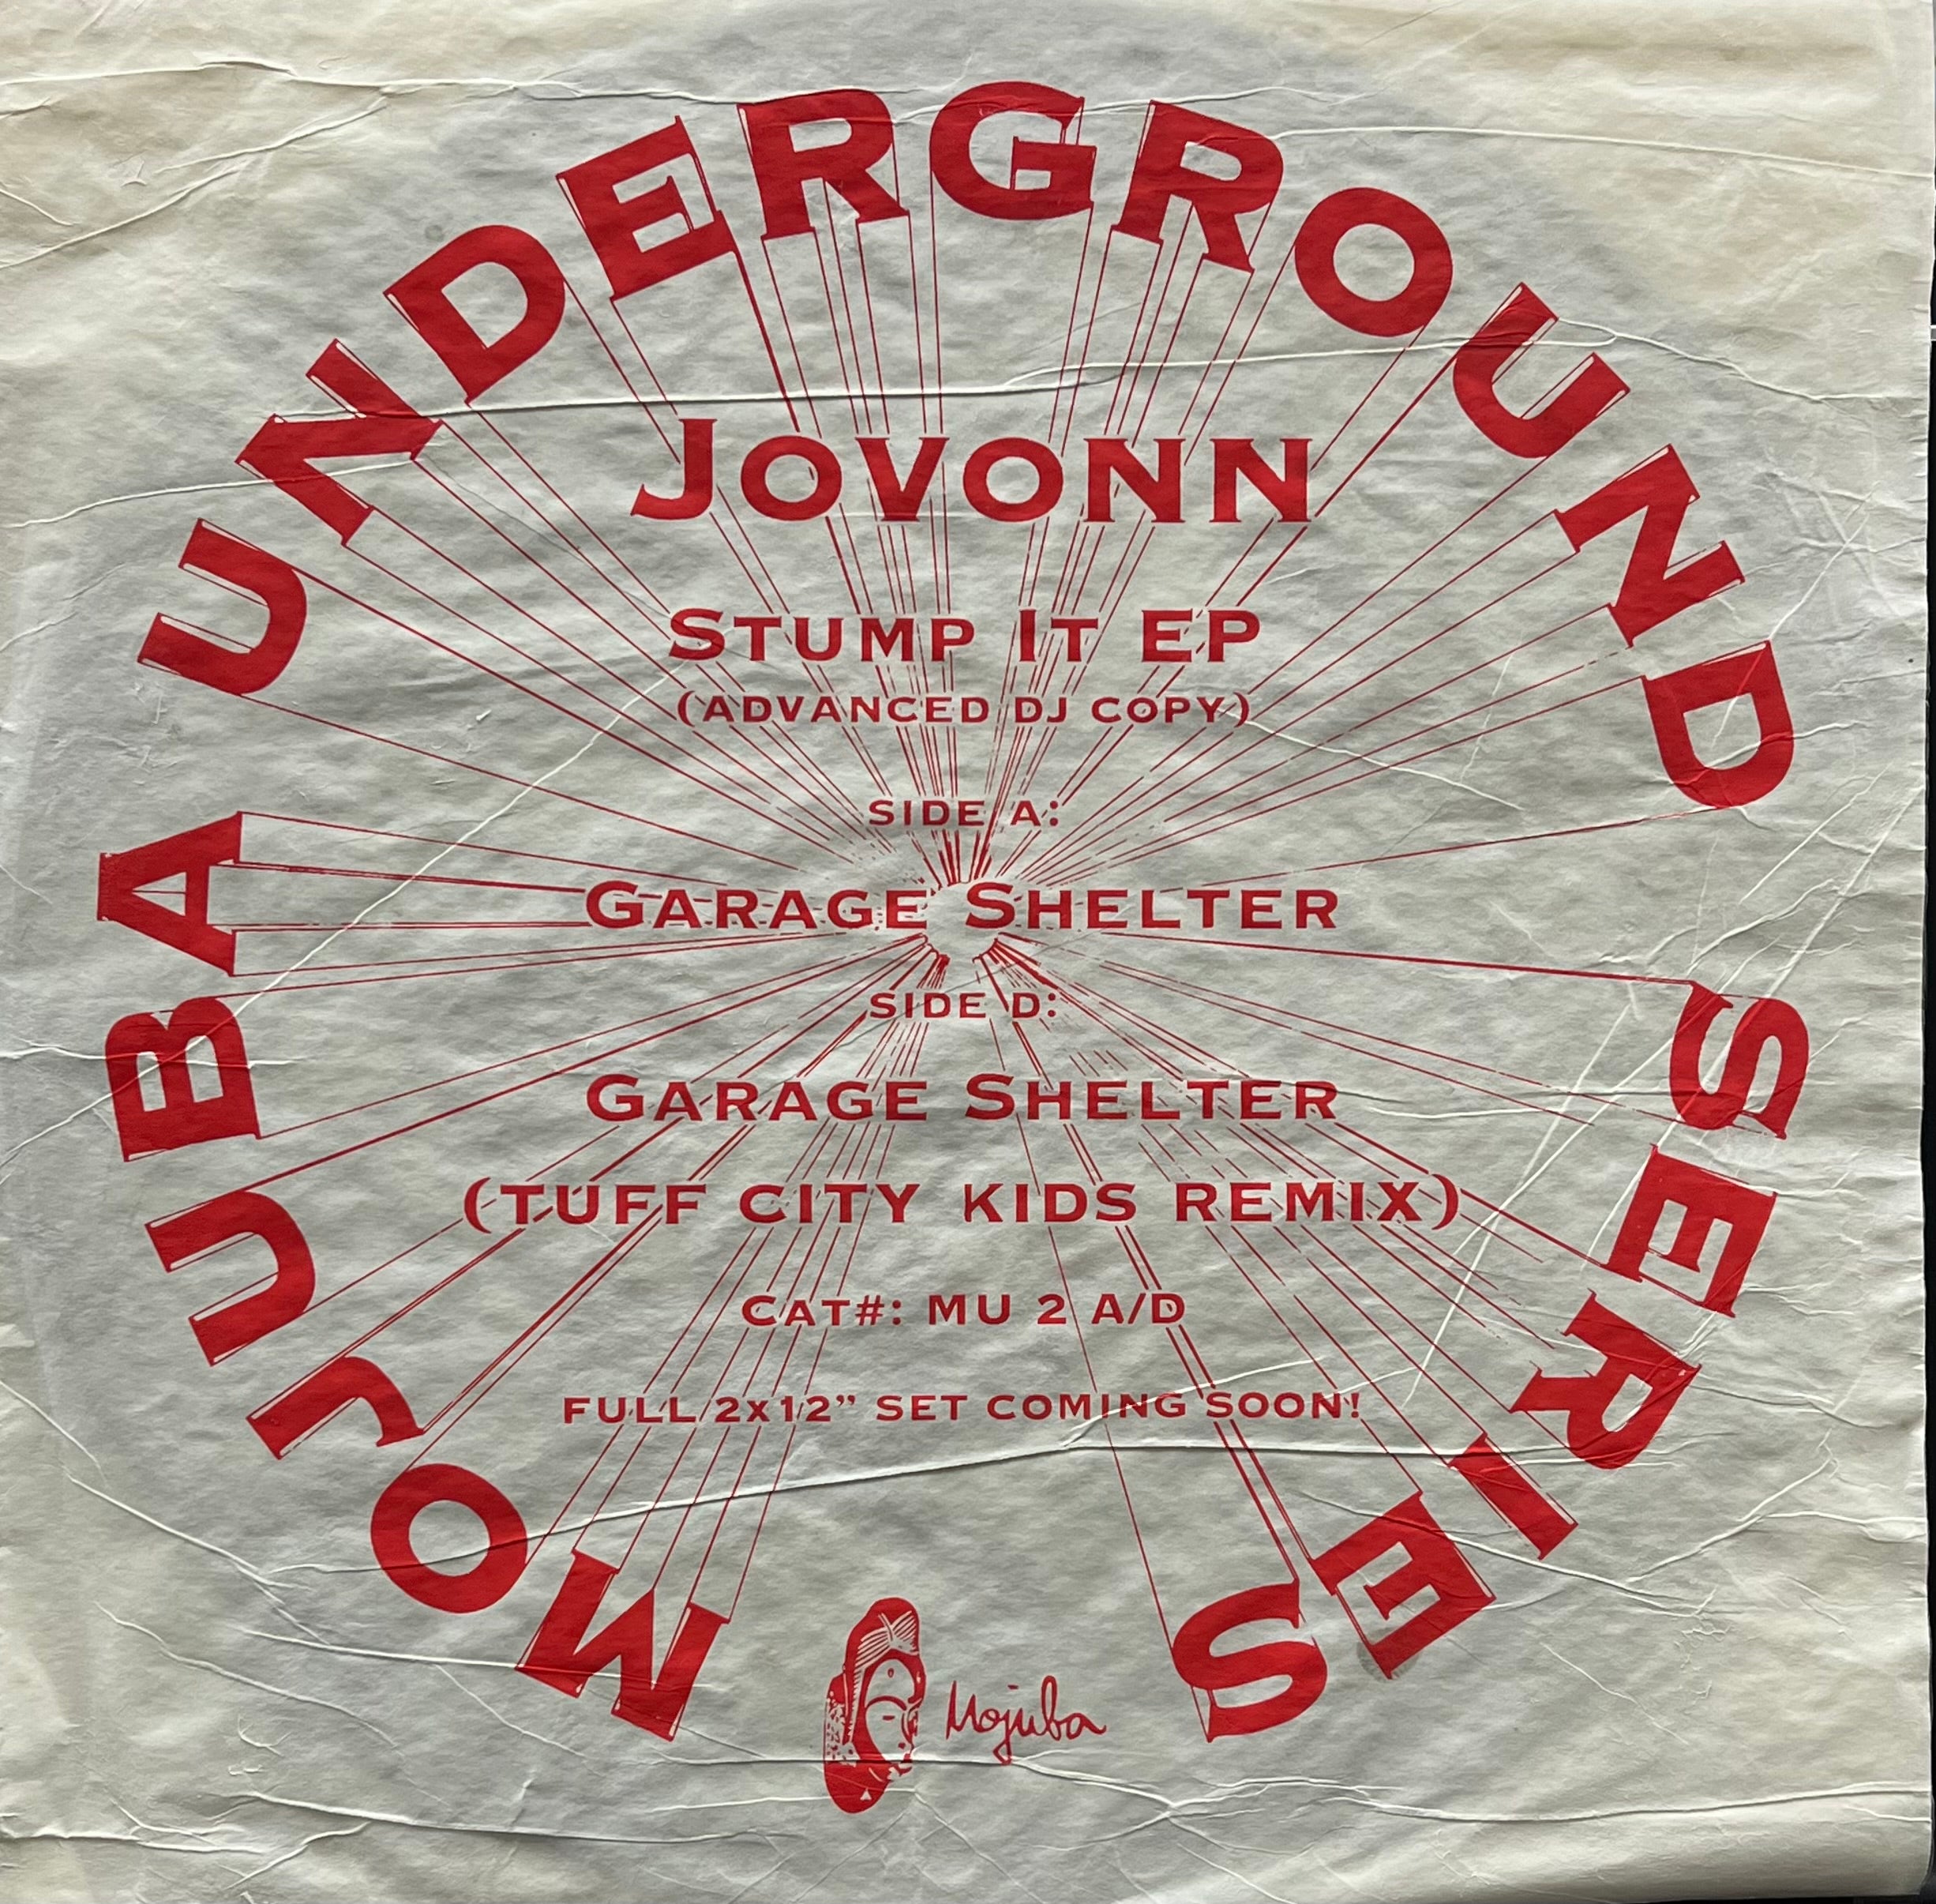 MOJUBA UNDERGROUND SERIES
JOVONN
STUMP IT EP
(ADVANCED DJ COPY)
SIDE A:
GARAGE SHELTER
SIDE D:
GARAGE SHELTER
(TUFF CITY KIDS REMIX)
CAT#: MU 2 A/D
FULL 2X12” SET COMING SOON!
Mojuba